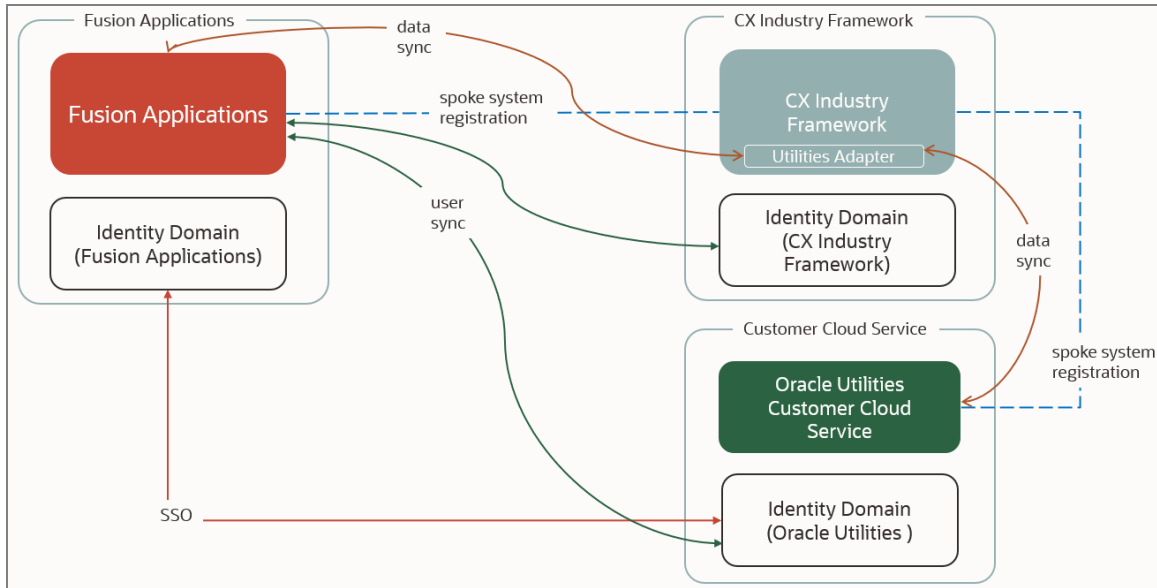 Fusion Applications
CX Industry Framework
data
sync
Fusion Applications
spoke system
registration
CX Industry
Framework
Utilities Adapter
user
sync
Identity Domain
(Fusion Applications)
Identity Domain
(CX Industry
Framework)
data
sync
Customer Cloud Service
spoke system
registration
Oracle Utilities
Customer Cloud
Service
SSO
Identity Domain
(Oracle Utilities )